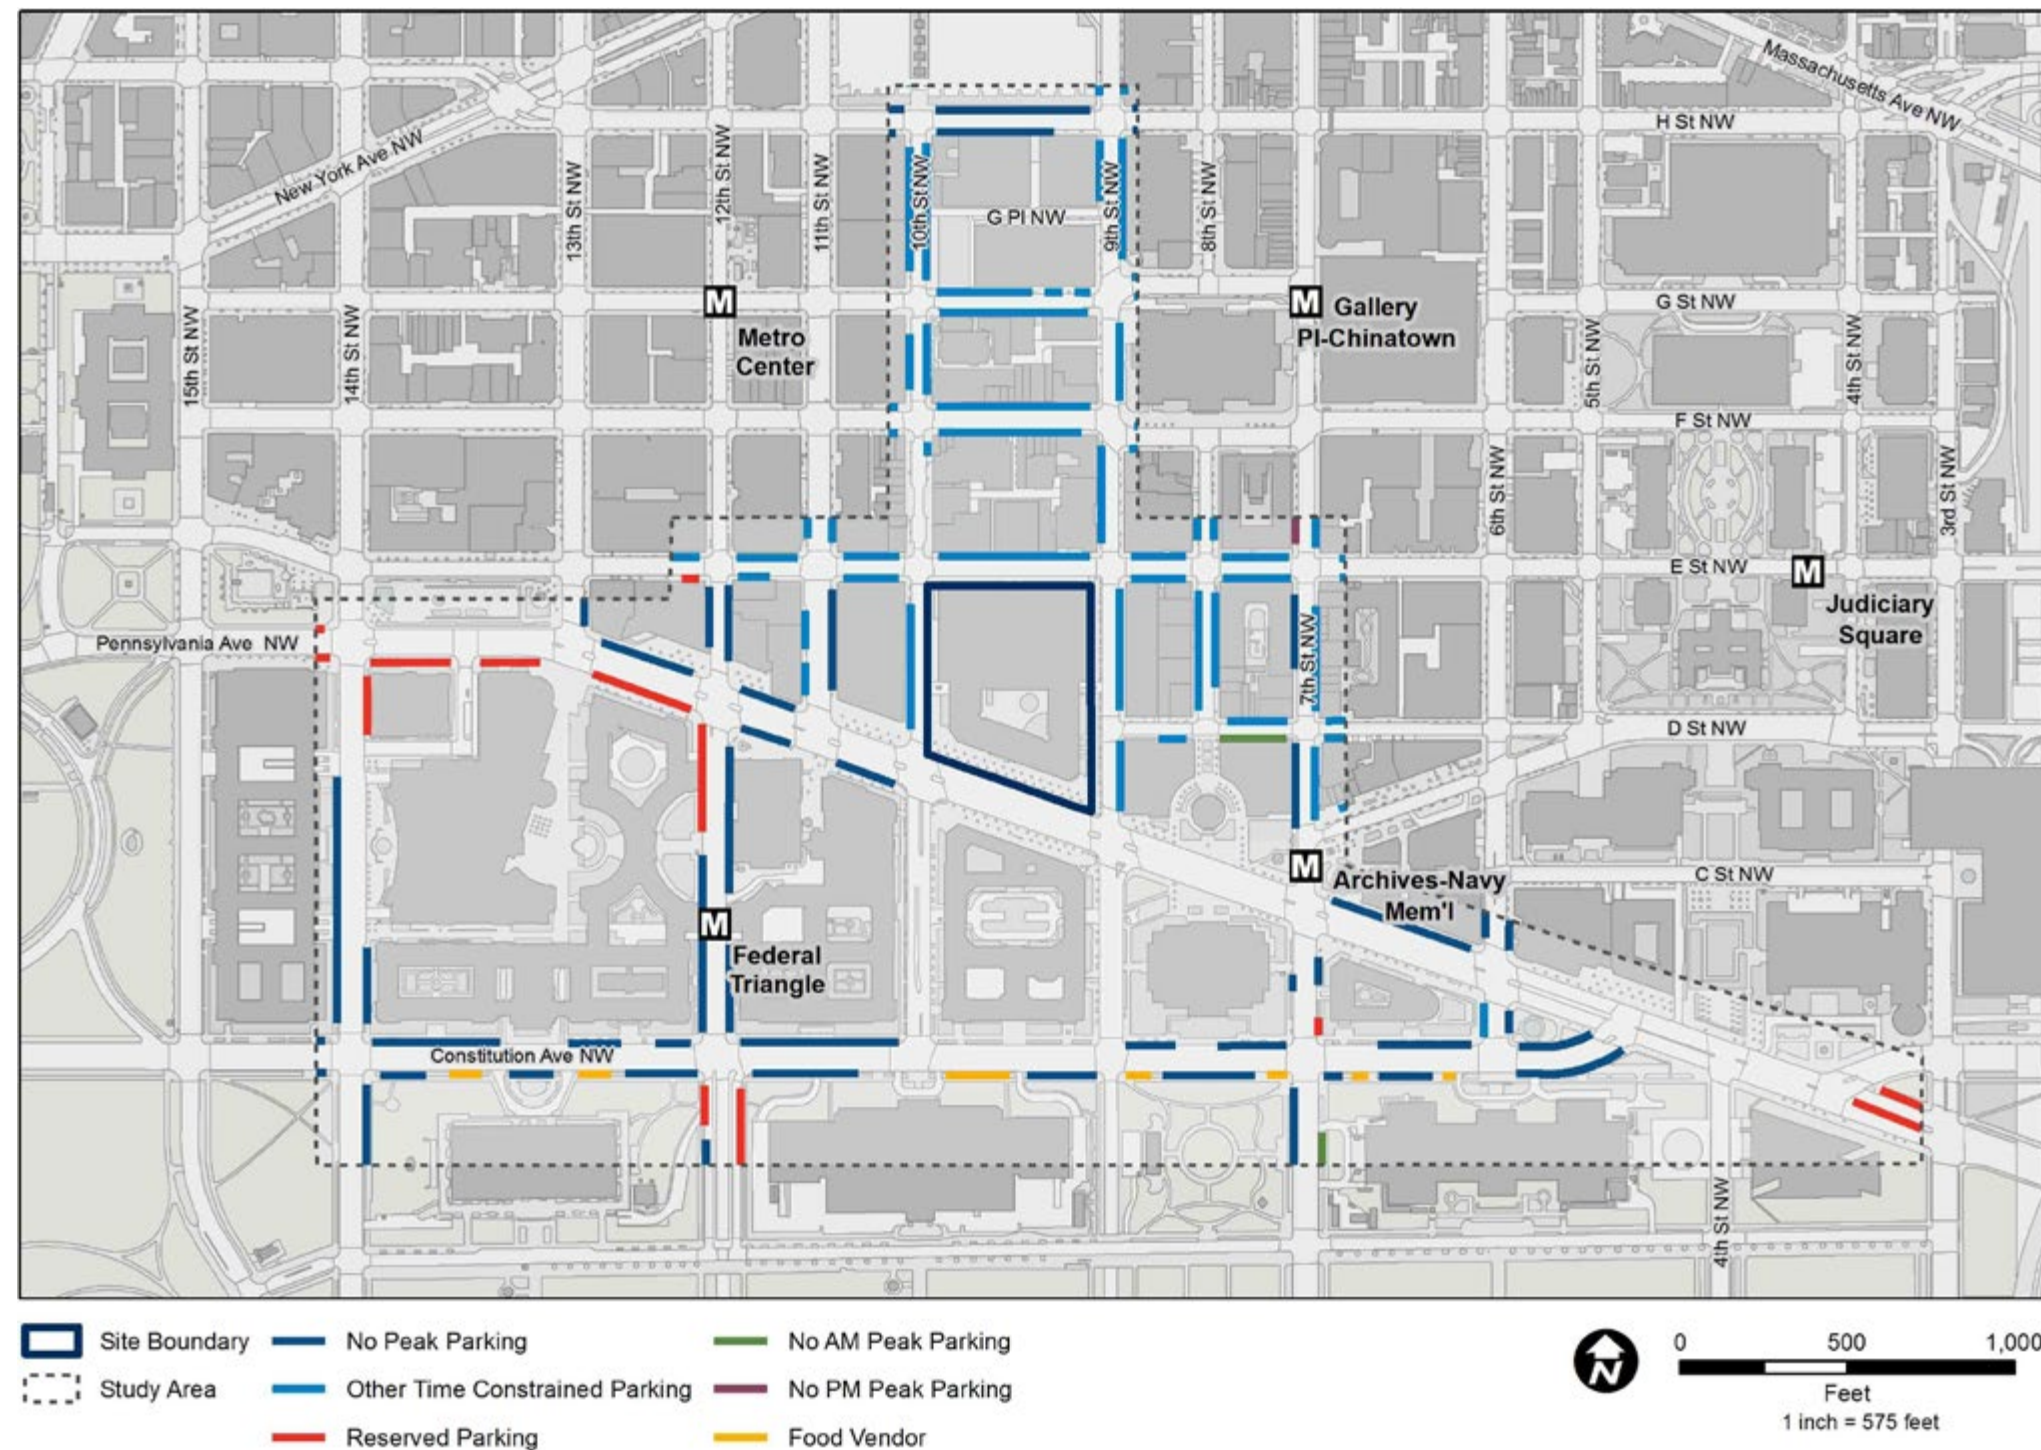 Massachusetts Ave NW
H St NW
New York Ave NW
13th St NW
12th St NW
11th St NW
10th St NW
9th St NW
8th St NW
G Pl NW
15th St NW
14th St NW
M
Metro
Center
M
Gallery
Pl-Chinatown
G St NW
5th St NW
4th St NW
F St NW
6th St NW
3rd St NW
E St NW
M
Judiciary
Square
Pennsylvania Ave NW
7th St NW
D St NW
M
Archives-Navy
Mem'l
C St NW
M
Federal
Triangle
Constitution Ave NW
4th St NW
Site Boundary
Study Area
No Peak Parking
Other Time Constrained Parking
Reserved Parking
No AM Peak Parking
No PM Peak Parking
Food Vendor
N
0 500 1,000
Feet
1 inch = 575 feet